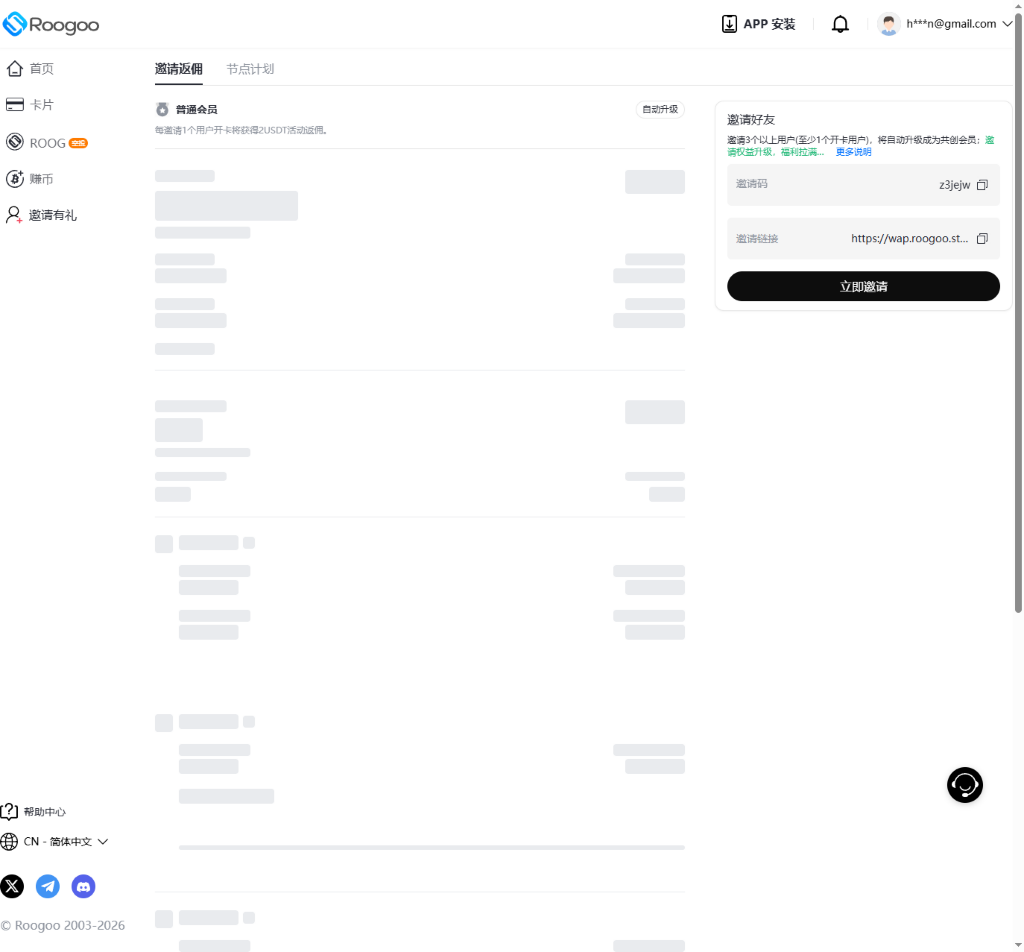 Roogoo
APP 安装
h***n@gmail.com
首页
卡片
ROOG 空投
赚币
邀请有礼
邀请返佣
节点计划
普通会员
自动升级
每邀请1个用户开卡将获得2USDT活动返佣。
邀请好友
邀请3个以上用户(至少1个开卡用户)，将自动升级成为共创会员；邀
请权益升级，福利拉满... 更多说明
邀请码
z3jejw
邀请链接
https://wap.roogoo.st...
立即邀请
帮助中心
CN - 简体中文
© Roogoo 2003-2026